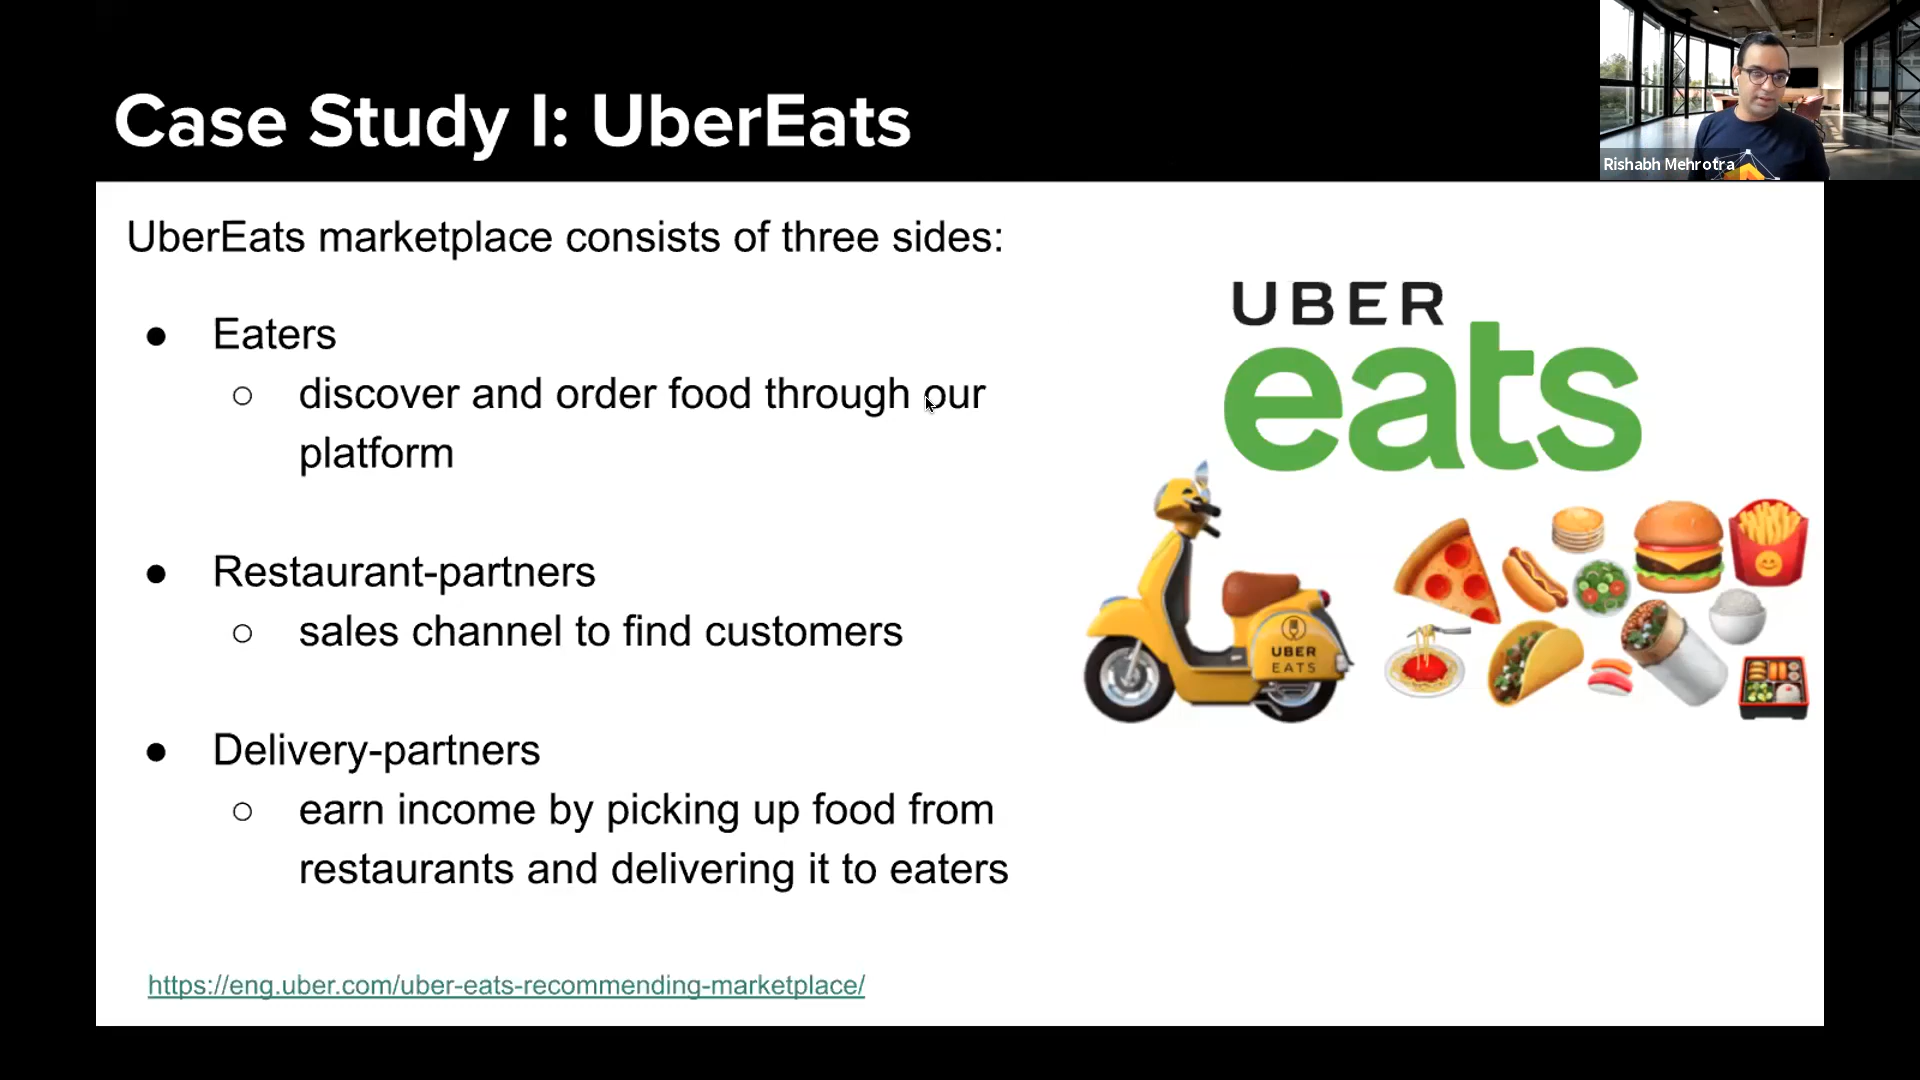 Case Study I: UberEats
Rishabh Mehrotra
UberEats marketplace consists of three sides:
● Eaters
○ discover and order food through our
platform
● Restaurant-partners
○ sales channel to find customers
● Delivery-partners
○ earn income by picking up food from
restaurants and delivering it to eaters
https://eng.uber.com/uber-eats-recommending-marketplace/
UBER
eats
UBER
EATS